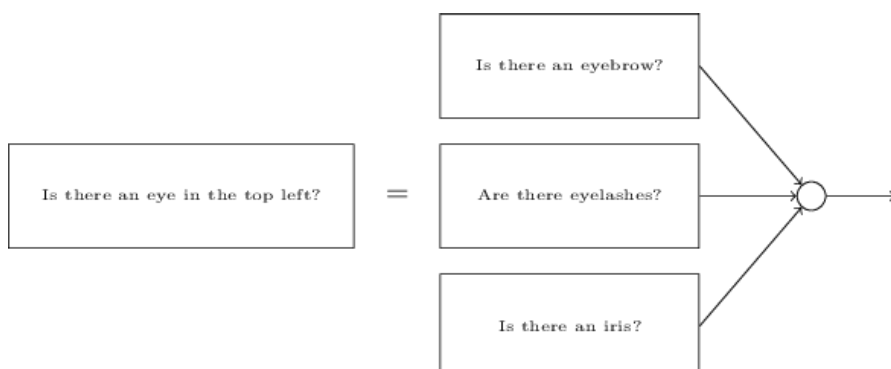 Is there an eyebrow?
Is there an eye in the top left?
=
Are there eyelashes?
Is there an iris?